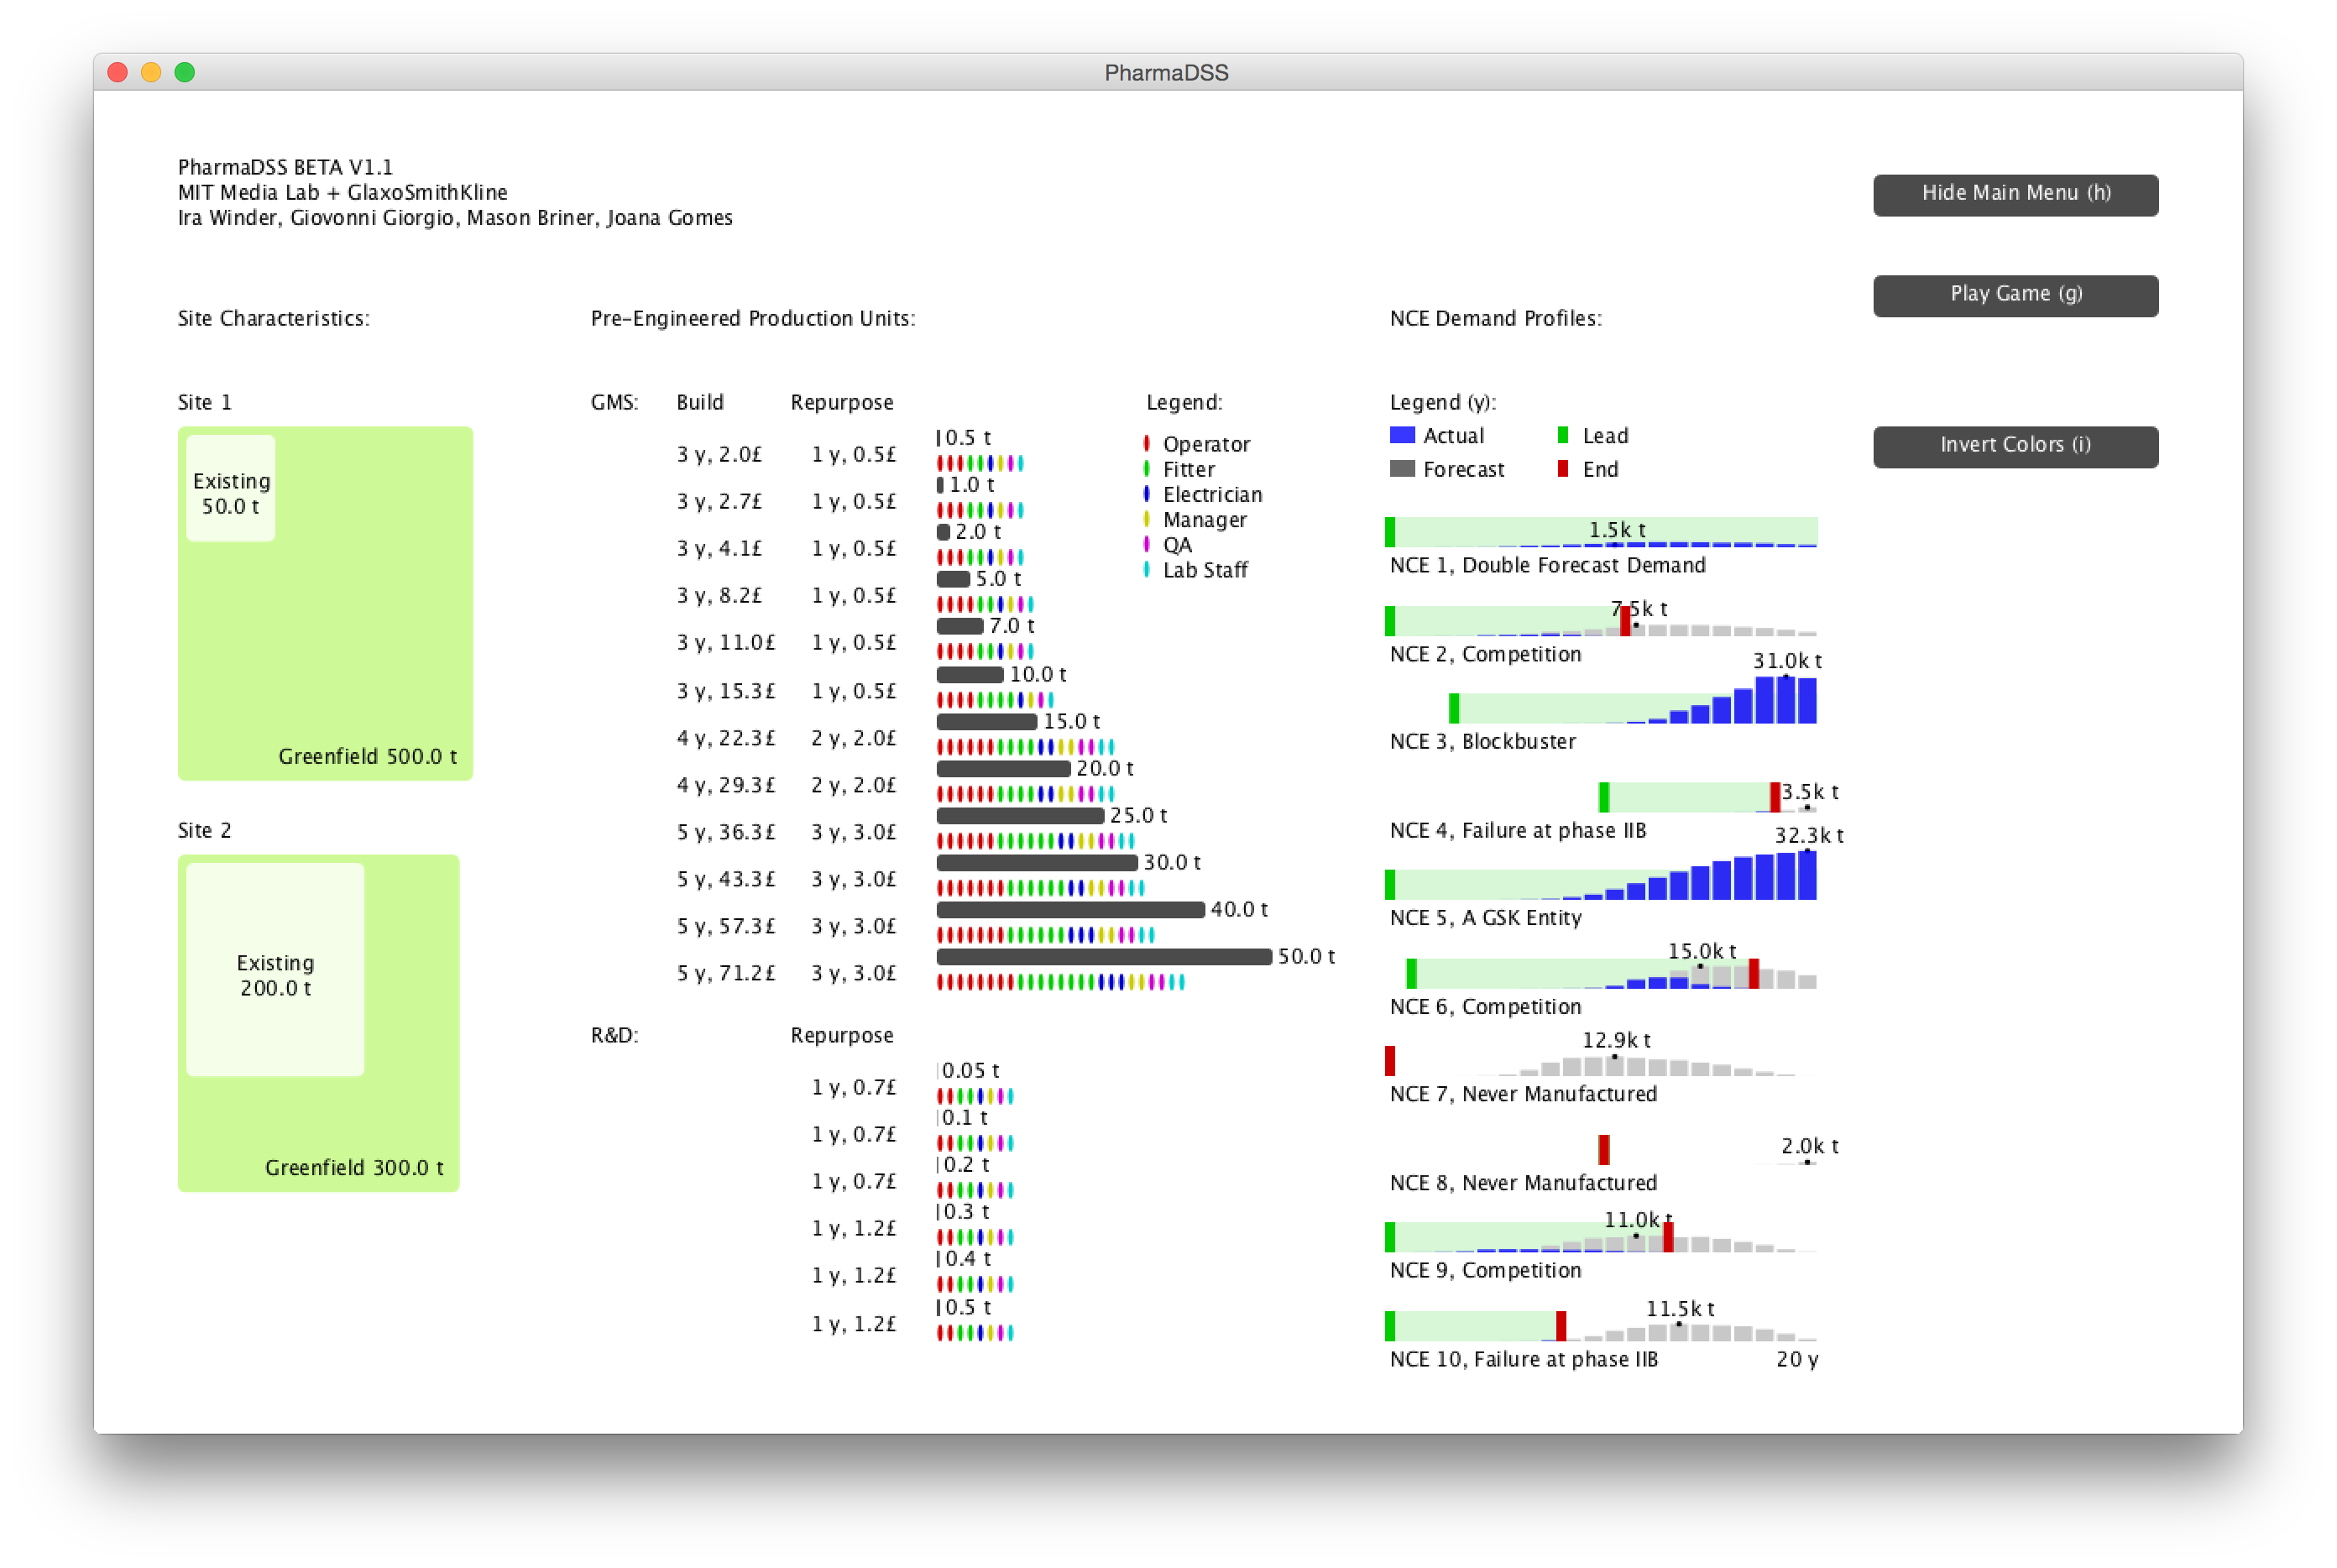 PharmaDSS
PharmaDSS BETA V1.1
MIT Media Lab + GlaxoSmithKline
Ira Winder, Giovonni Giorgio, Mason Briner, Joana Gomes
Hide Main Menu (h)
Play Game (g)
Invert Colors (i)
Site Characteristics:
Site 1
Existing
50.0 t
Greenfield 500.0 t
Site 2
Existing
200.0 t
Greenfield 300.0 t
Pre-Engineered Production Units:
GMS: Build Repurpose
3 y, 2.0£ 1 y, 0.5£ 0.5 t
3 y, 2.7£ 1 y, 0.5£ 1.0 t
3 y, 4.1£ 1 y, 0.5£ 2.0 t
3 y, 8.2£ 1 y, 0.5£ 5.0 t
3 y, 11.0£ 1 y, 0.5£ 7.0 t
3 y, 15.3£ 1 y, 0.5£ 10.0 t
4 y, 22.3£ 2 y, 2.0£ 15.0 t
4 y, 29.3£ 2 y, 2.0£ 20.0 t
5 y, 36.3£ 3 y, 3.0£ 25.0 t
5 y, 43.3£ 3 y, 3.0£ 30.0 t
5 y, 57.3£ 3 y, 3.0£ 40.0 t
5 y, 71.2£ 3 y, 3.0£ 50.0 t
Legend:
Operator
Fitter
Electrician
Manager
QA
Lab Staff
R&D: Repurpose
1 y, 0.7£ 0.05 t
1 y, 0.7£ 0.1 t
1 y, 0.7£ 0.2 t
1 y, 1.2£ 0.3 t
1 y, 1.2£ 0.4 t
1 y, 1.2£ 0.5 t
NCE Demand Profiles:
Legend (y):
Actual Lead
Forecast End
1.5k t
NCE 1, Double Forecast Demand
7.5k t
NCE 2, Competition
31.0k t
NCE 3, Blockbuster
3.5k t
NCE 4, Failure at phase IIB
32.3k t
NCE 5, A GSK Entity
15.0k t
NCE 6, Competition
12.9k t
NCE 7, Never Manufactured
2.0k t
NCE 8, Never Manufactured
11.0k t
NCE 9, Competition
11.5k t
NCE 10, Failure at phase IIB 20 y